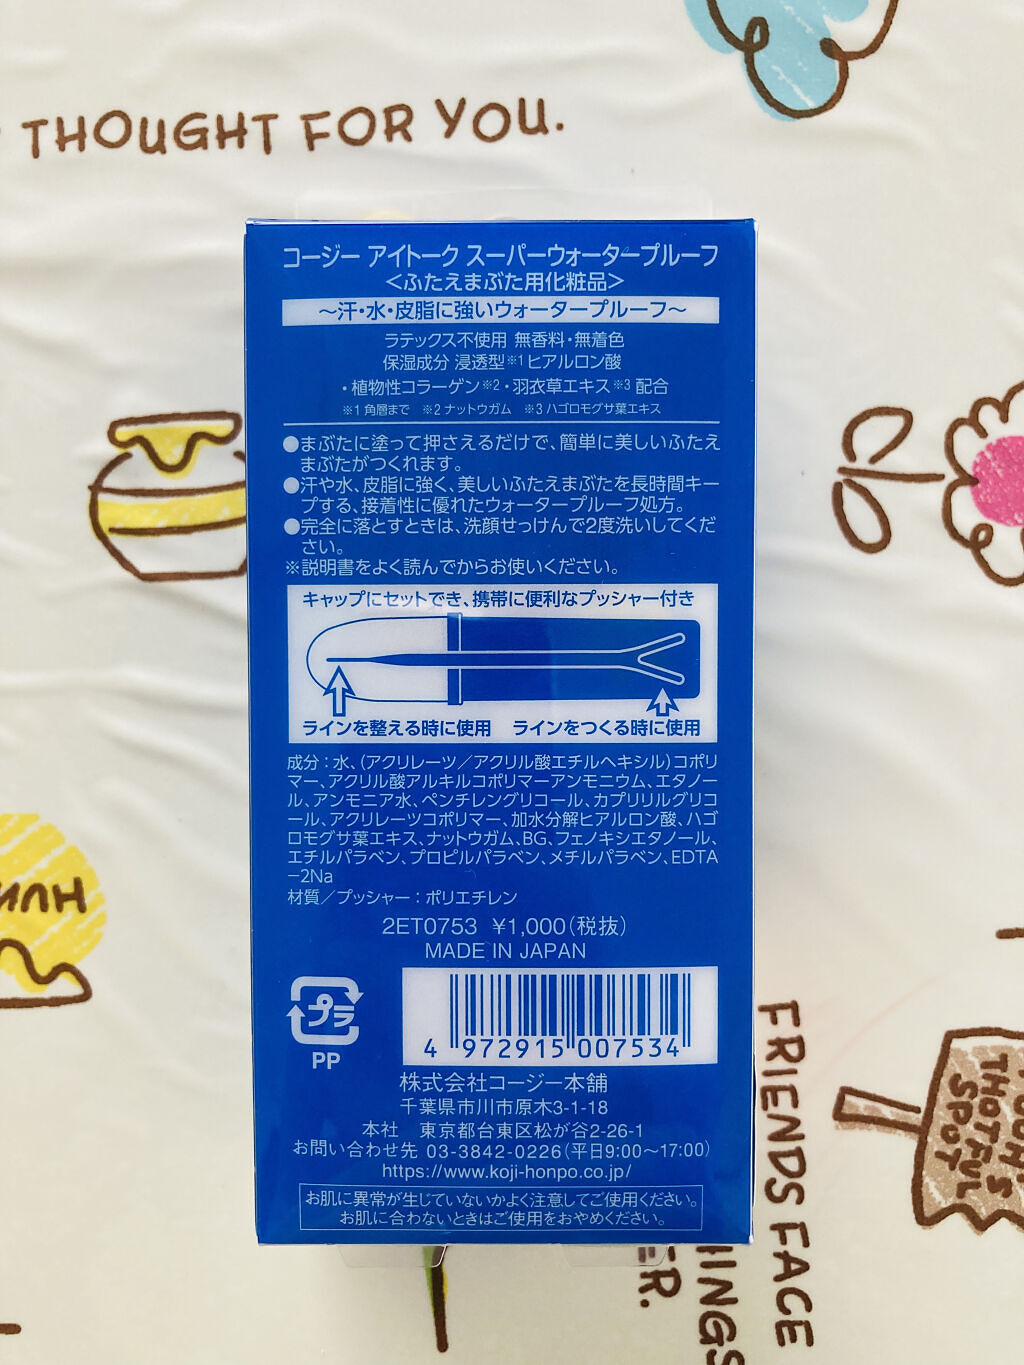 THOUGHT FOR YOU.
コージー アイトーク スーパーウォータープルーフ
＜ふたえまぶた用化粧品＞
～汗・水・皮脂に強いウォータープルーフ～
ラテックス不使用 無香料・無着色
保湿成分 浸透型※1ヒアルロン酸
・植物性コラーゲン※2・羽衣草エキス※3 配合
※1 角層まで ※2 ナットウガム ※3 ハゴロモグサ葉エキス
●まぶたに塗って押さえるだけで、簡単に美しいふたえ
まぶたがつくれます。
●汗や水、皮脂に強く、美しいふたえまぶたを長時間キー
プする、接着性に優れたウォータープルーフ処方。
●完全に落とすときは、洗顔せっけんで2度洗いしてくだ
さい。
※説明書をよく読んでからお使いください。
キャップにセットでき、携帯に便利なプッシャー付き
ラインを整える時に使用 ラインをつくる時に使用
成分：水、（アクリレーツ／アクリル酸エチルヘキシル）コポリ
マー、アクリル酸アルキルコポリマーアンモニウム、エタノー
ル、アンモニア水、ペンチレングリコール、カプリリルグリコ
ール、アクリレーツコポリマー、加水分解ヒアルロン酸、ハゴ
ロモグサ葉エキス、ナットウガム、BG、フェノキシエタノール、
エチルパラベン、プロピルパラベン、メチルパラベン、EDTA
－2Na
材質／プッシャー：ポリエチレン
2ET0753 ¥1,000（税抜）
MADE IN JAPAN
プラ
PP
4 972915 007534
株式会社コージー本舗
千葉県市川市原木3-1-18
本社 東京都台東区松が谷2-26-1
お問い合わせ先 03-3842-0226（平日9:00～17:00）
https://www.koji-honpo.co.jp/
お肌に異常が生じていないかよく注意してご使用ください。
お肌に合わないときはご使用をおやめください。
FRIENDS FACE